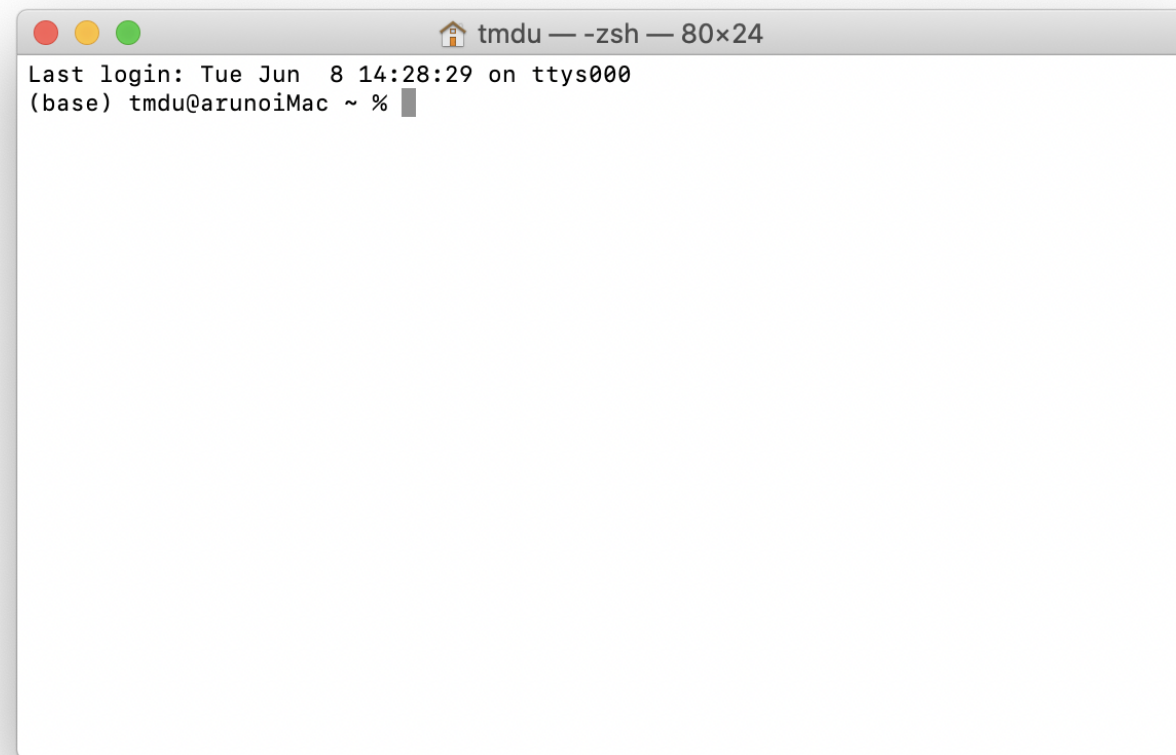 tmdu — -zsh — 80×24
Last login: Tue Jun  8 14:28:29 on ttys000
(base) tmdu@arunoiMac ~ %